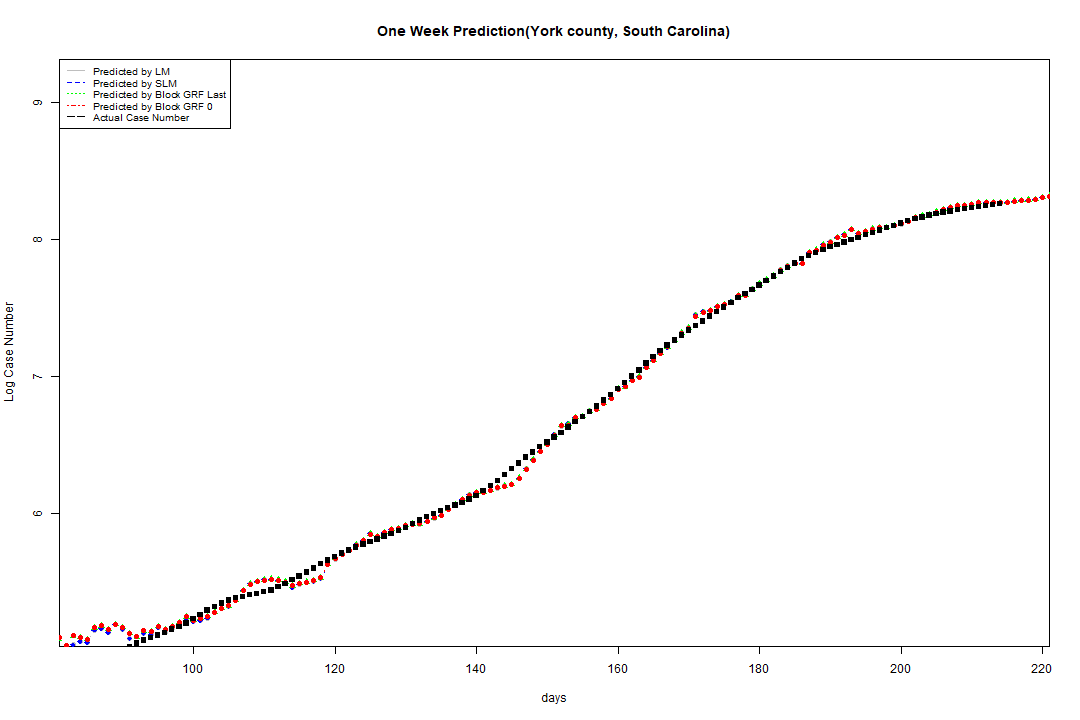 One Week Prediction(York county, South Carolina)
Predicted by LM
Predicted by SLM
Predicted by Block GRF Last
Predicted by Block GRF 0
Actual Case Number
9
8
7
6
Log Case Number
100 120 140 160 180 200 220
days